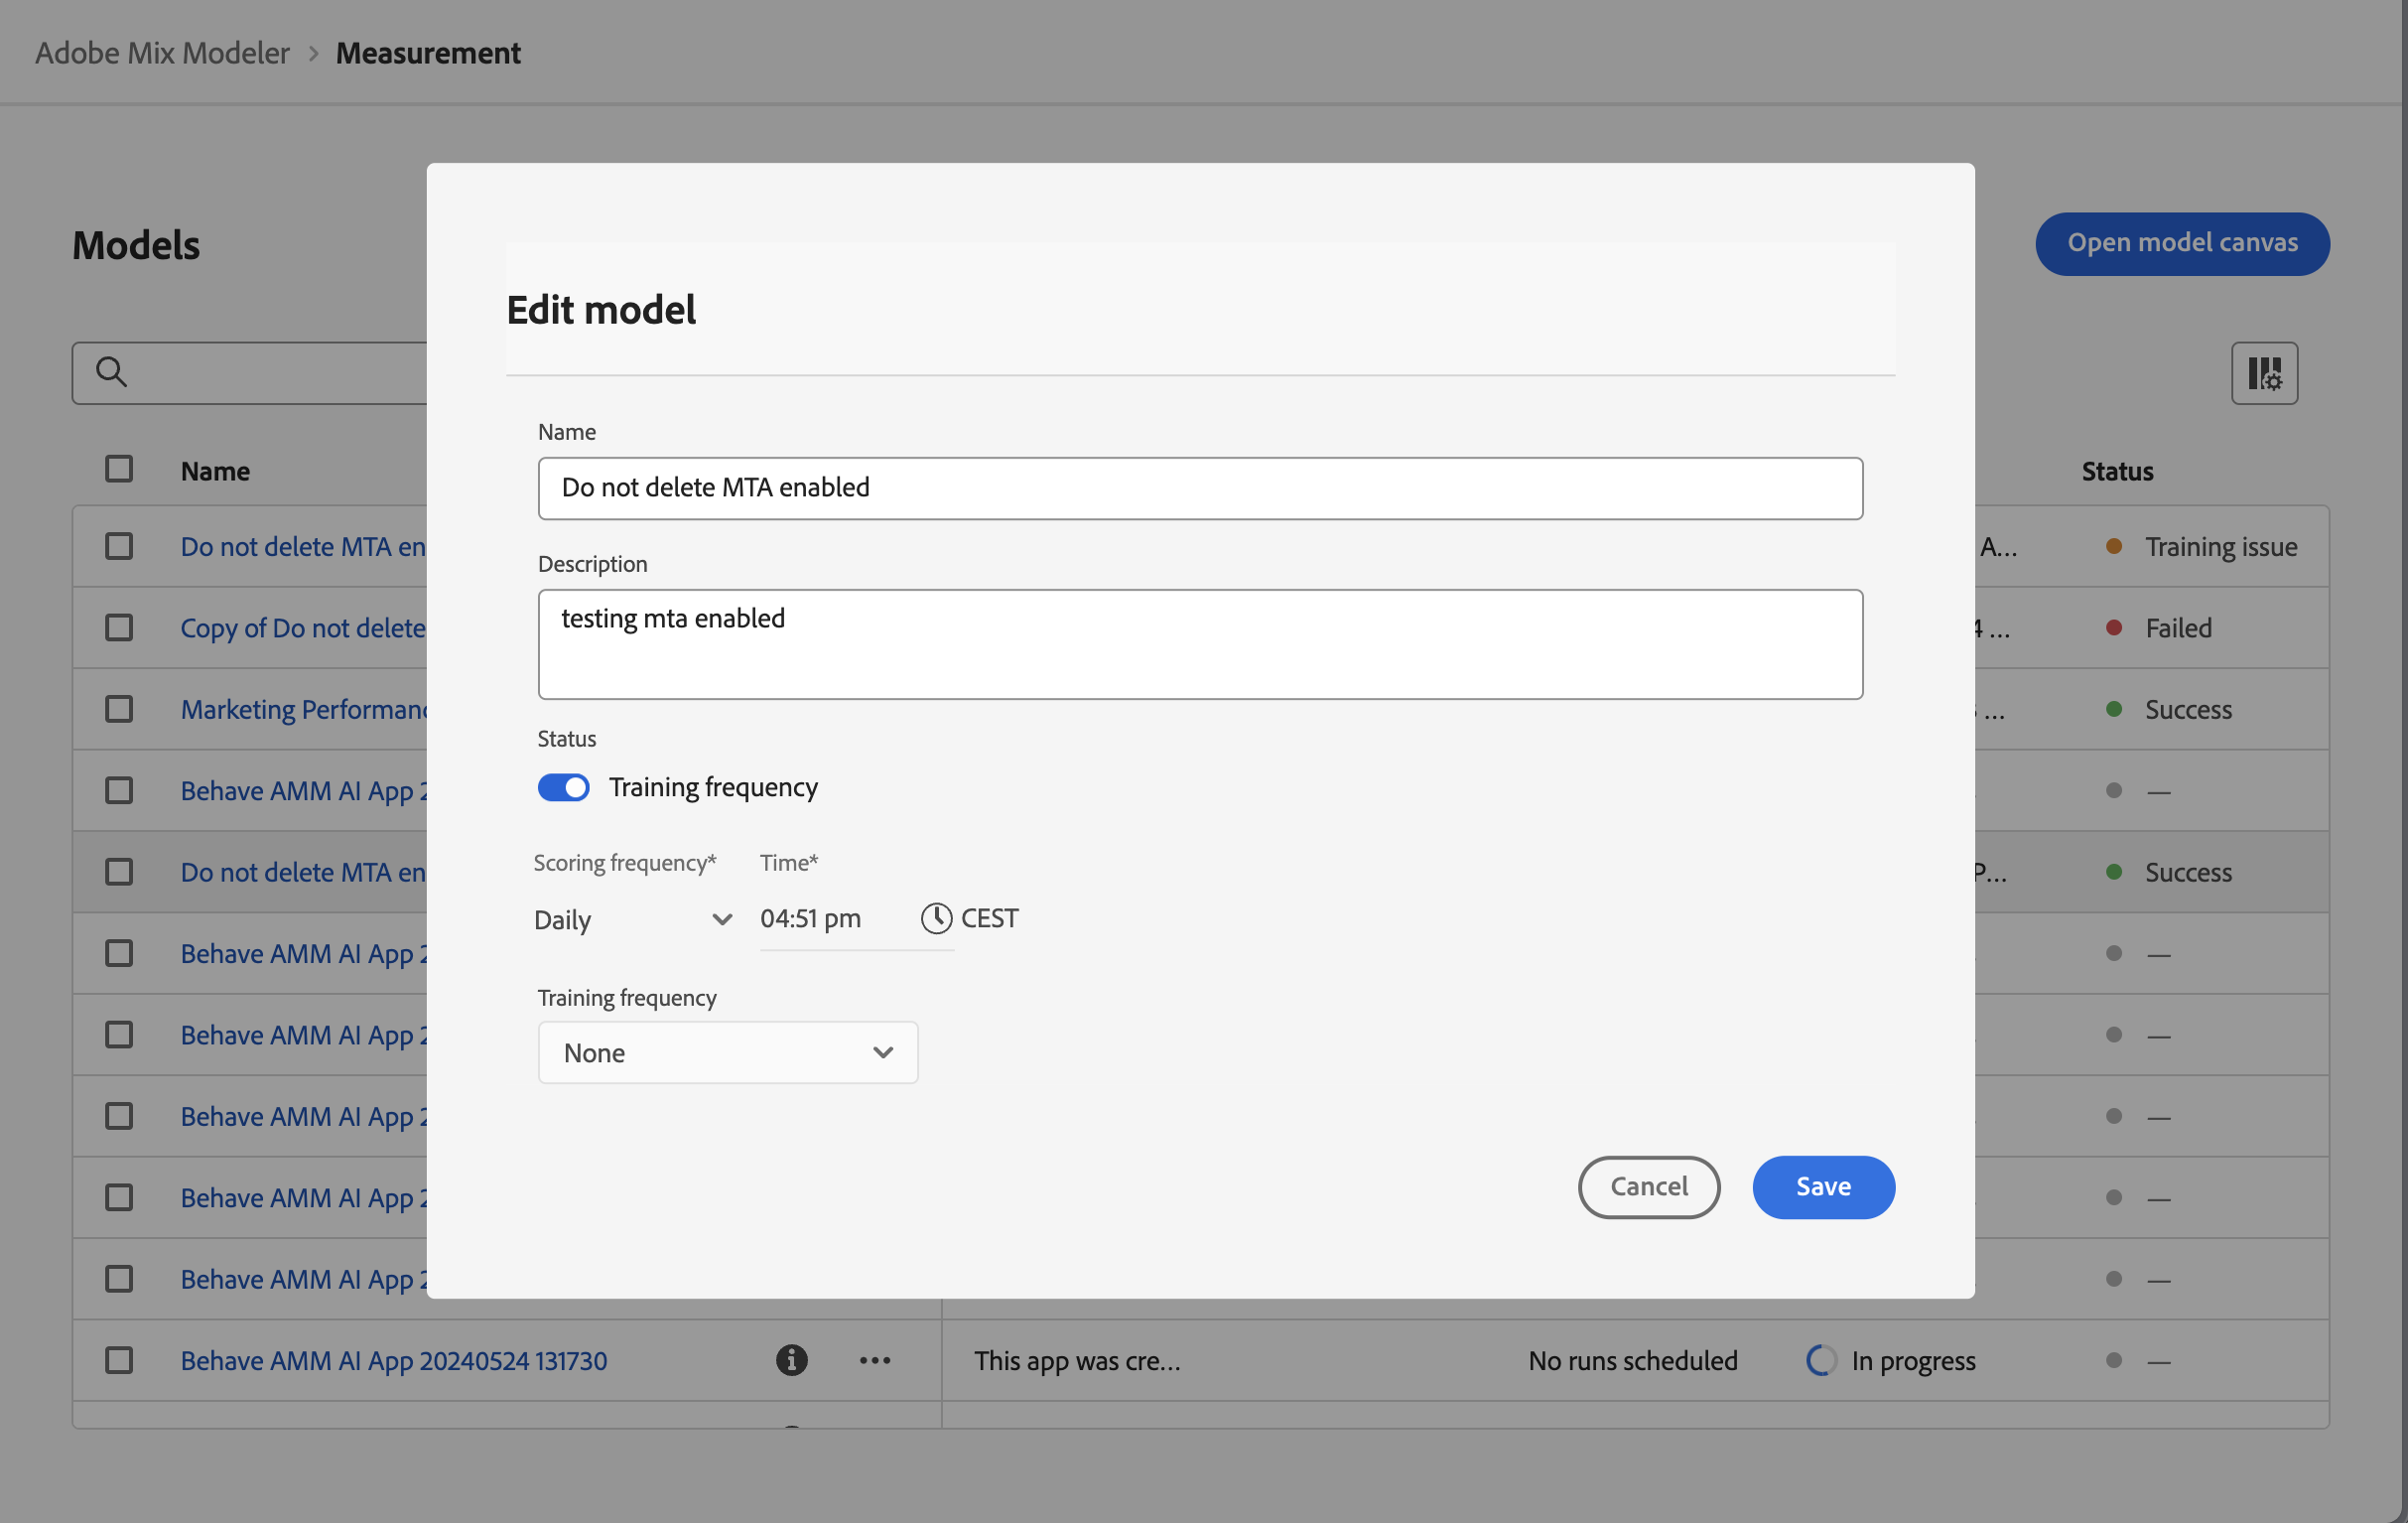 Adobe Mix Modeler > Measurement
Models
Open model canvas
Edit model
Name
Do not delete MTA enabled
Description
testing mta enabled
Status
Training frequency
Scoring frequency* Time*
Daily 04:51 pm CEST
Training frequency
None
Cancel Save
Name Status
Do not delete MTA en A... Training issue
Copy of Do not delete 4 ... Failed
Marketing Performanc ... Success
Behave AMM AI App 2 —
Do not delete MTA en P... Success
Behave AMM AI App 2 —
Behave AMM AI App 2 —
Behave AMM AI App 2 —
Behave AMM AI App 2 —
Behave AMM AI App 2 —
Behave AMM AI App 20240524 131730 This app was cre... No runs scheduled In progress —